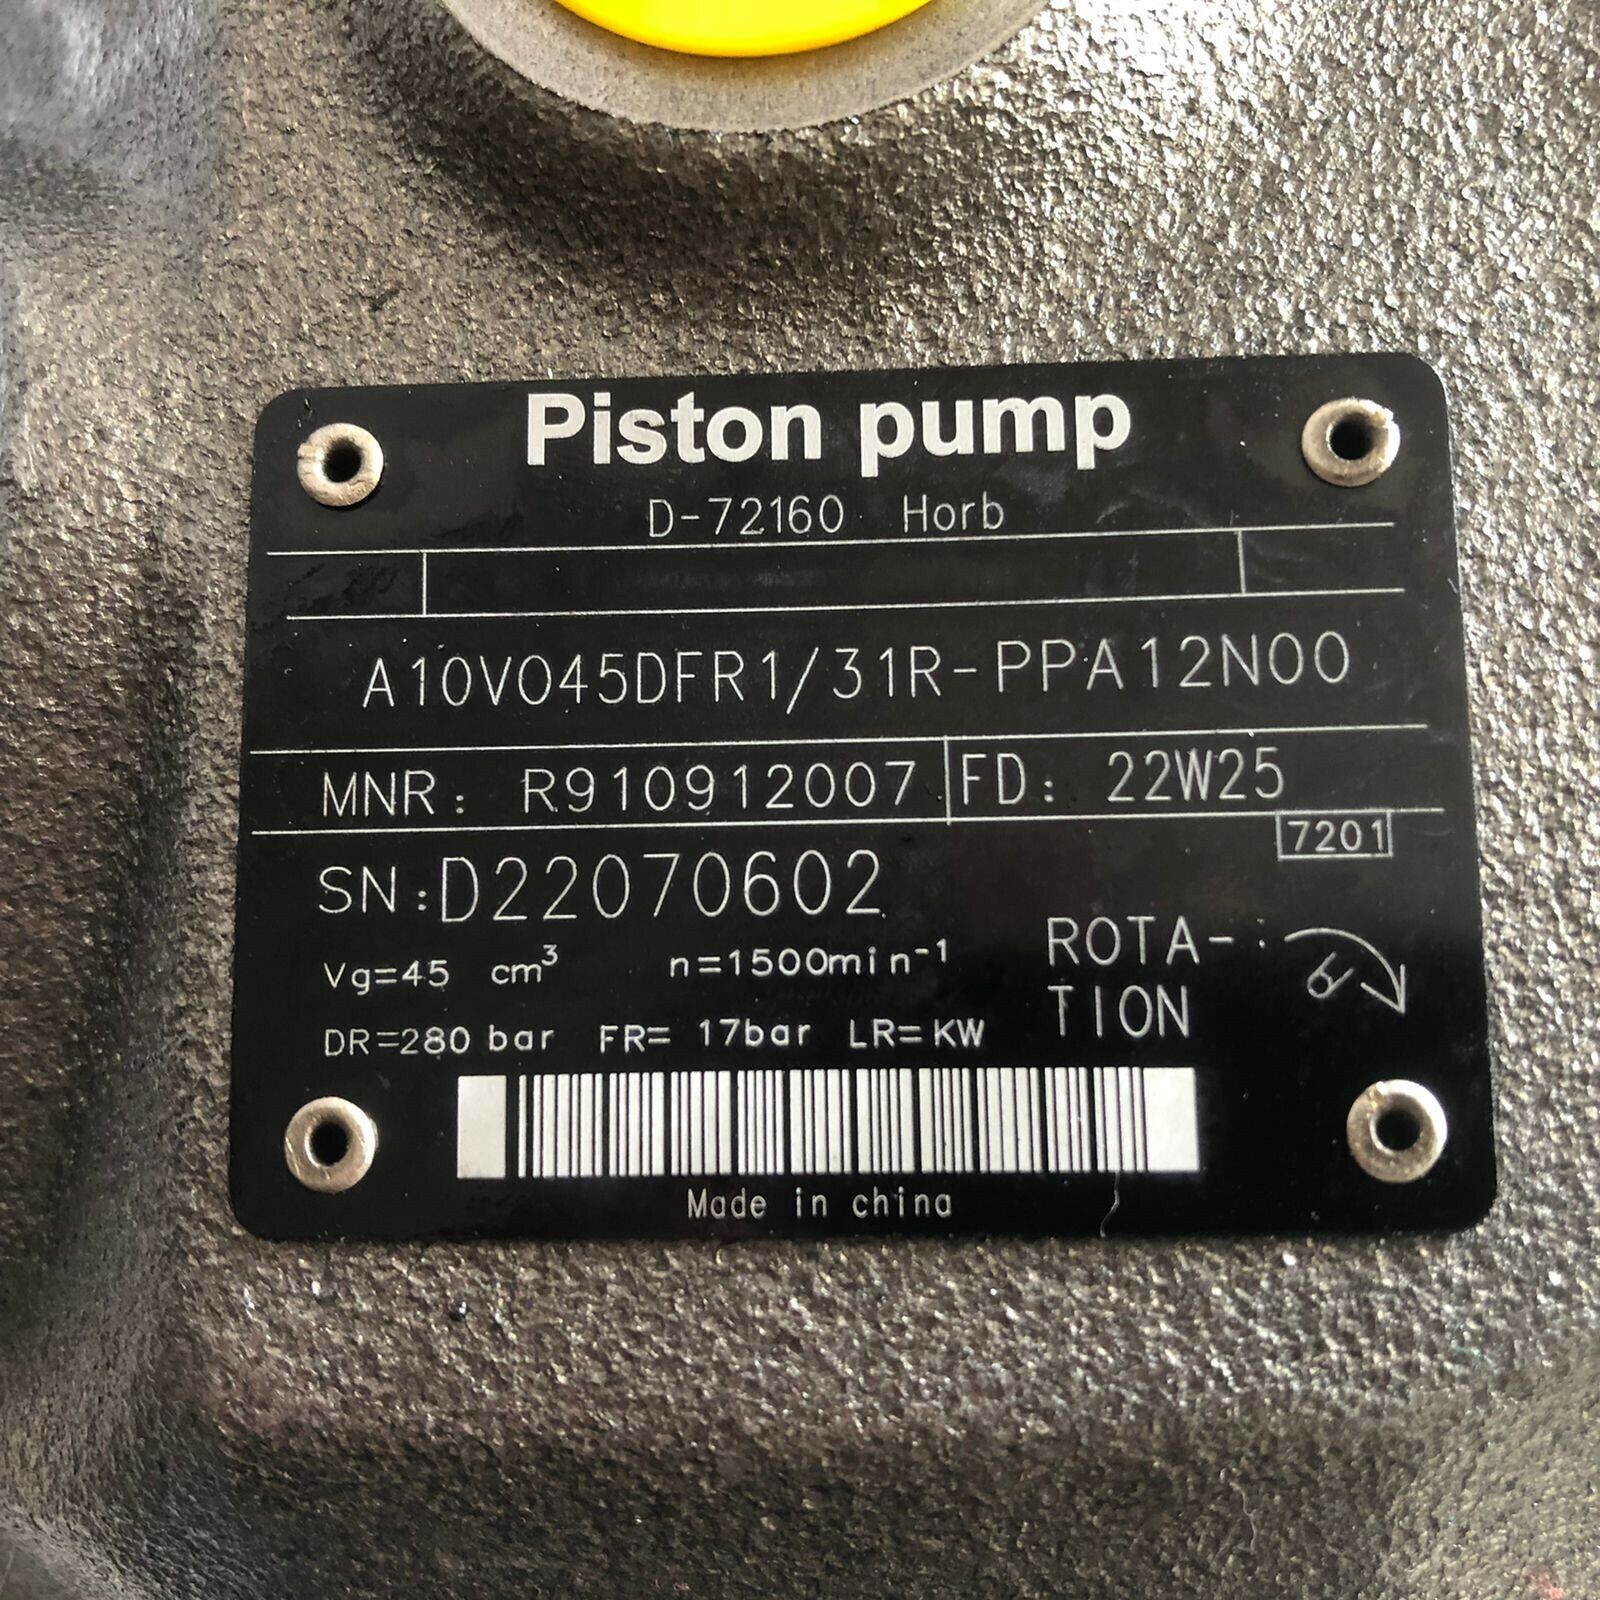 Piston pump
D-72160 Horb
A10VO45DFR1/31R-PPA12N00
MNR: R910912007 FD: 22W25
7201
SN:D22070602
Vg=45 cm³ n=1500min⁻¹ ROTA-:
TION
DR=280 bar FR= 17bar LR= KW
Made in china